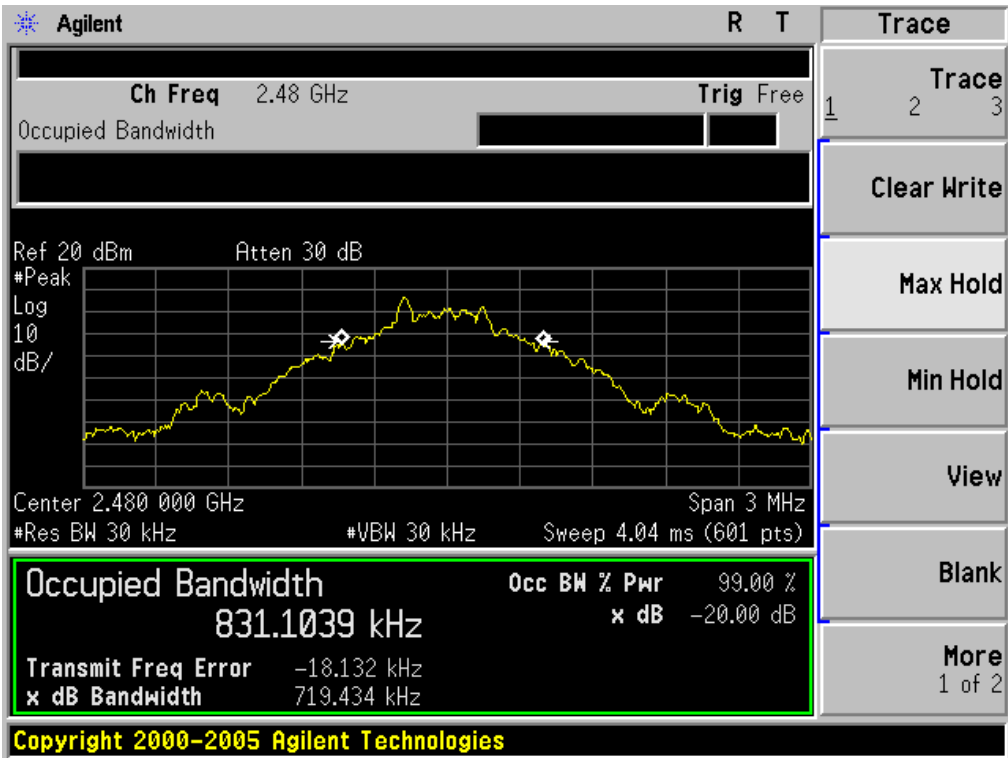 Agilent R T
Ch Freq 2.48 GHz Trig Free
Occupied Bandwidth
Ref 20 dBm Atten 30 dB
#Peak
Log
10
dB/
Center 2.480 000 GHz Span 3 MHz
#Res BW 30 kHz #VBW 30 kHz Sweep 4.04 ms (601 pts)
Occupied Bandwidth Occ BW % Pwr 99.00 %
831.1039 kHz x dB -20.00 dB
Transmit Freq Error -18.132 kHz
x dB Bandwidth 719.434 kHz
Copyright 2000-2005 Agilent Technologies
Trace
Trace
1 2 3
Clear Write
Max Hold
Min Hold
View
Blank
More
1 of 2